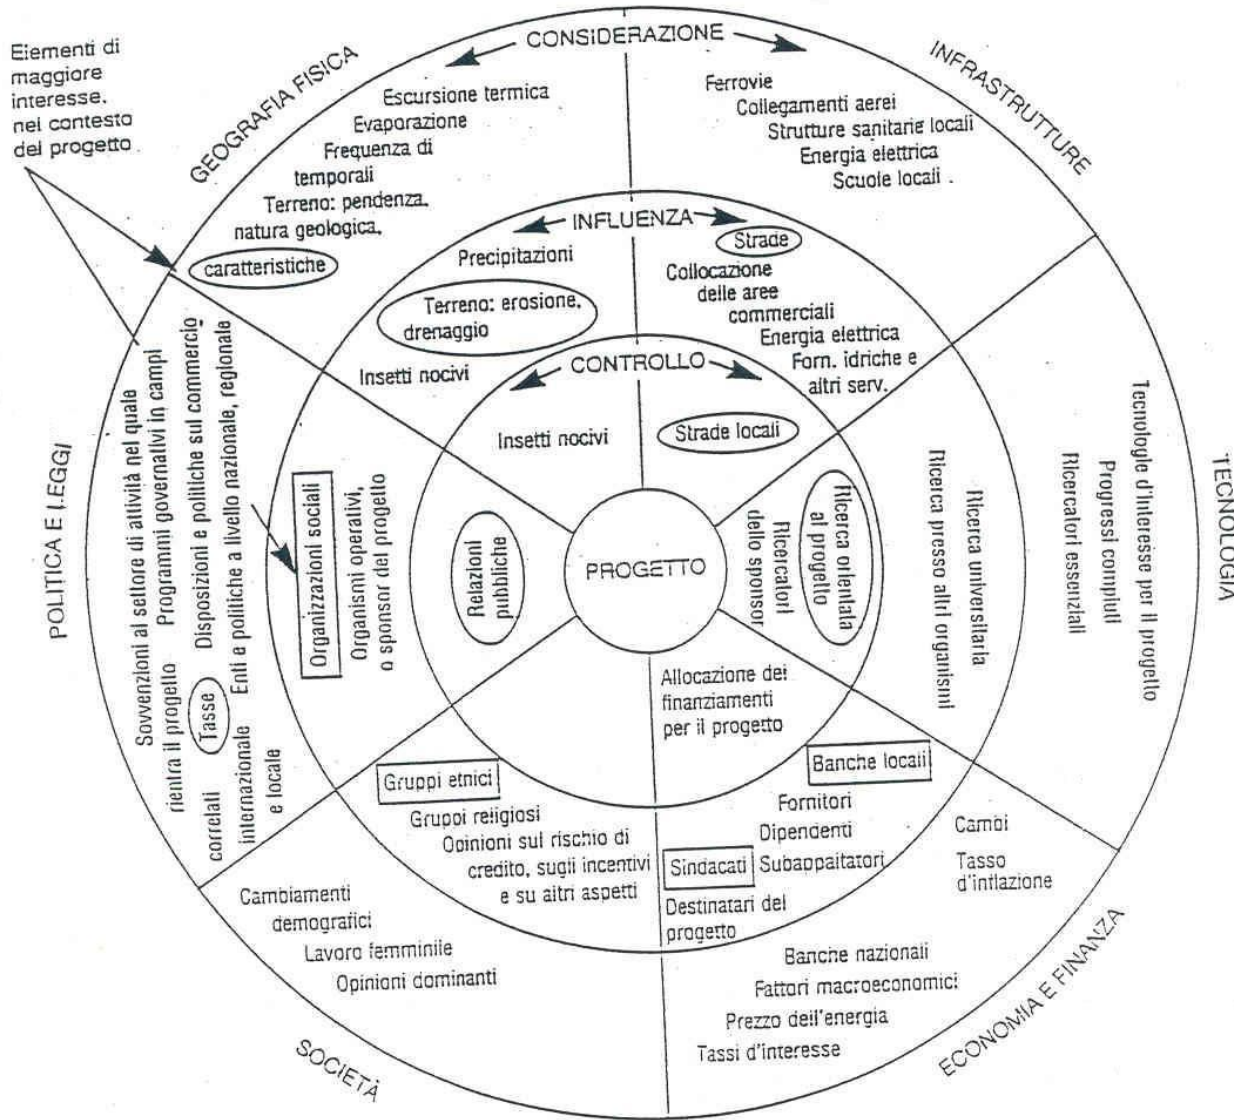 Elementi di
maggiore
interesse.
nel contesto
del progetto
CONSIDERAZIONE
GEOGRAFIA FISICA
Escursione termica
Evaporazione
Frequenza di
temporali
Terreno: pendenza.
natura geologica.
caratteristiche
INFRASTRUTTURE
Ferrovie
Collegamenti aerei
Strutture sanitarie locali
Energia elettrica
Scuole locali .
INFLUENZA
Precipitazioni
Terreno: erosione.
drenaggio
Insetti nocivi
Strade
Collocazione
delle aree
commerciali
Energia elettrica
Forn. idriche e
altri serv.
CONTROLLO
Insetti nocivi
Strade locali
PROGETTO
POLITICA E LEGGI
Sovvenzioni al settore di attività nel quale
rientra il progetto Programmi governativi in campi
correlati Tasse Disposizioni e politiche sul commercio
internazionale Enti e politiche a livello nazionale, regionale
e locale
Organizzazioni sociali
Organismi operativi,
o sponsor del progetto
Relazioni
pubbliche
Ricerca orientata
al progetto
Ricercatori
dello sponsor
Ricerca universitaria
Ricerca presso altri organismi
TECNOLOGIA
Tecnologie d'interesse per il progetto
Progressi compiuti
Ricercatori essenziali
Allocazione dei
finanziamenti
per il progetto
Gruppi etnici
Gruppi religiosi
Opinioni sul rischio di
credito, sugli incentivi
e su altri aspetti
Banche locali
Fornitori
Dipendenti
Sindacati Subappaltatori
Destinatari del
progetto
Cambi
Tasso
d'inflazione
Cambiamenti
demografici
Lavoro femminile
Opinioni dominanti
SOCIETÀ
Banche nazionali
Fattori macroeconomici
Prezzo dell'energia
Tassi d'interesse
ECONOMIA E FINANZA